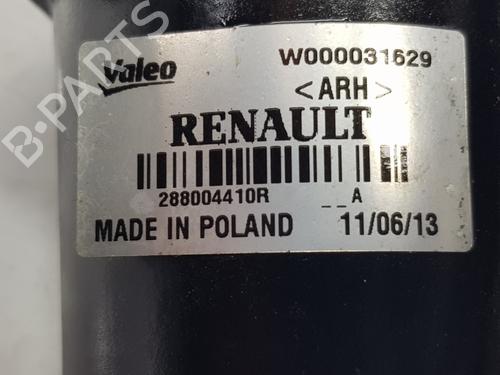 Valeo W000031629
<ARH>
RENAULT
288004410R _ _ A
MADE IN POLAND 11/06/13
B-PARTS